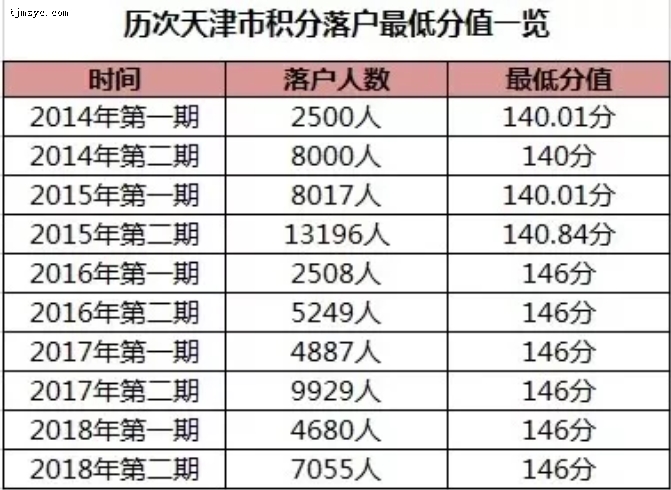 tjmsyc.com
历次天津市积分落户最低分值一览
时间 落户人数 最低分值
2014年第一期 2500人 140.01分
2014年第二期 8000人 140分
2015年第一期 8017人 140.01分
2015年第二期 13196人 140.84分
2016年第一期 2508人 146分
2016年第二期 5249人 146分
2017年第一期 4887人 146分
2017年第二期 9929人 146分
2018年第一期 4680人 146分
2018年第二期 7055人 146分